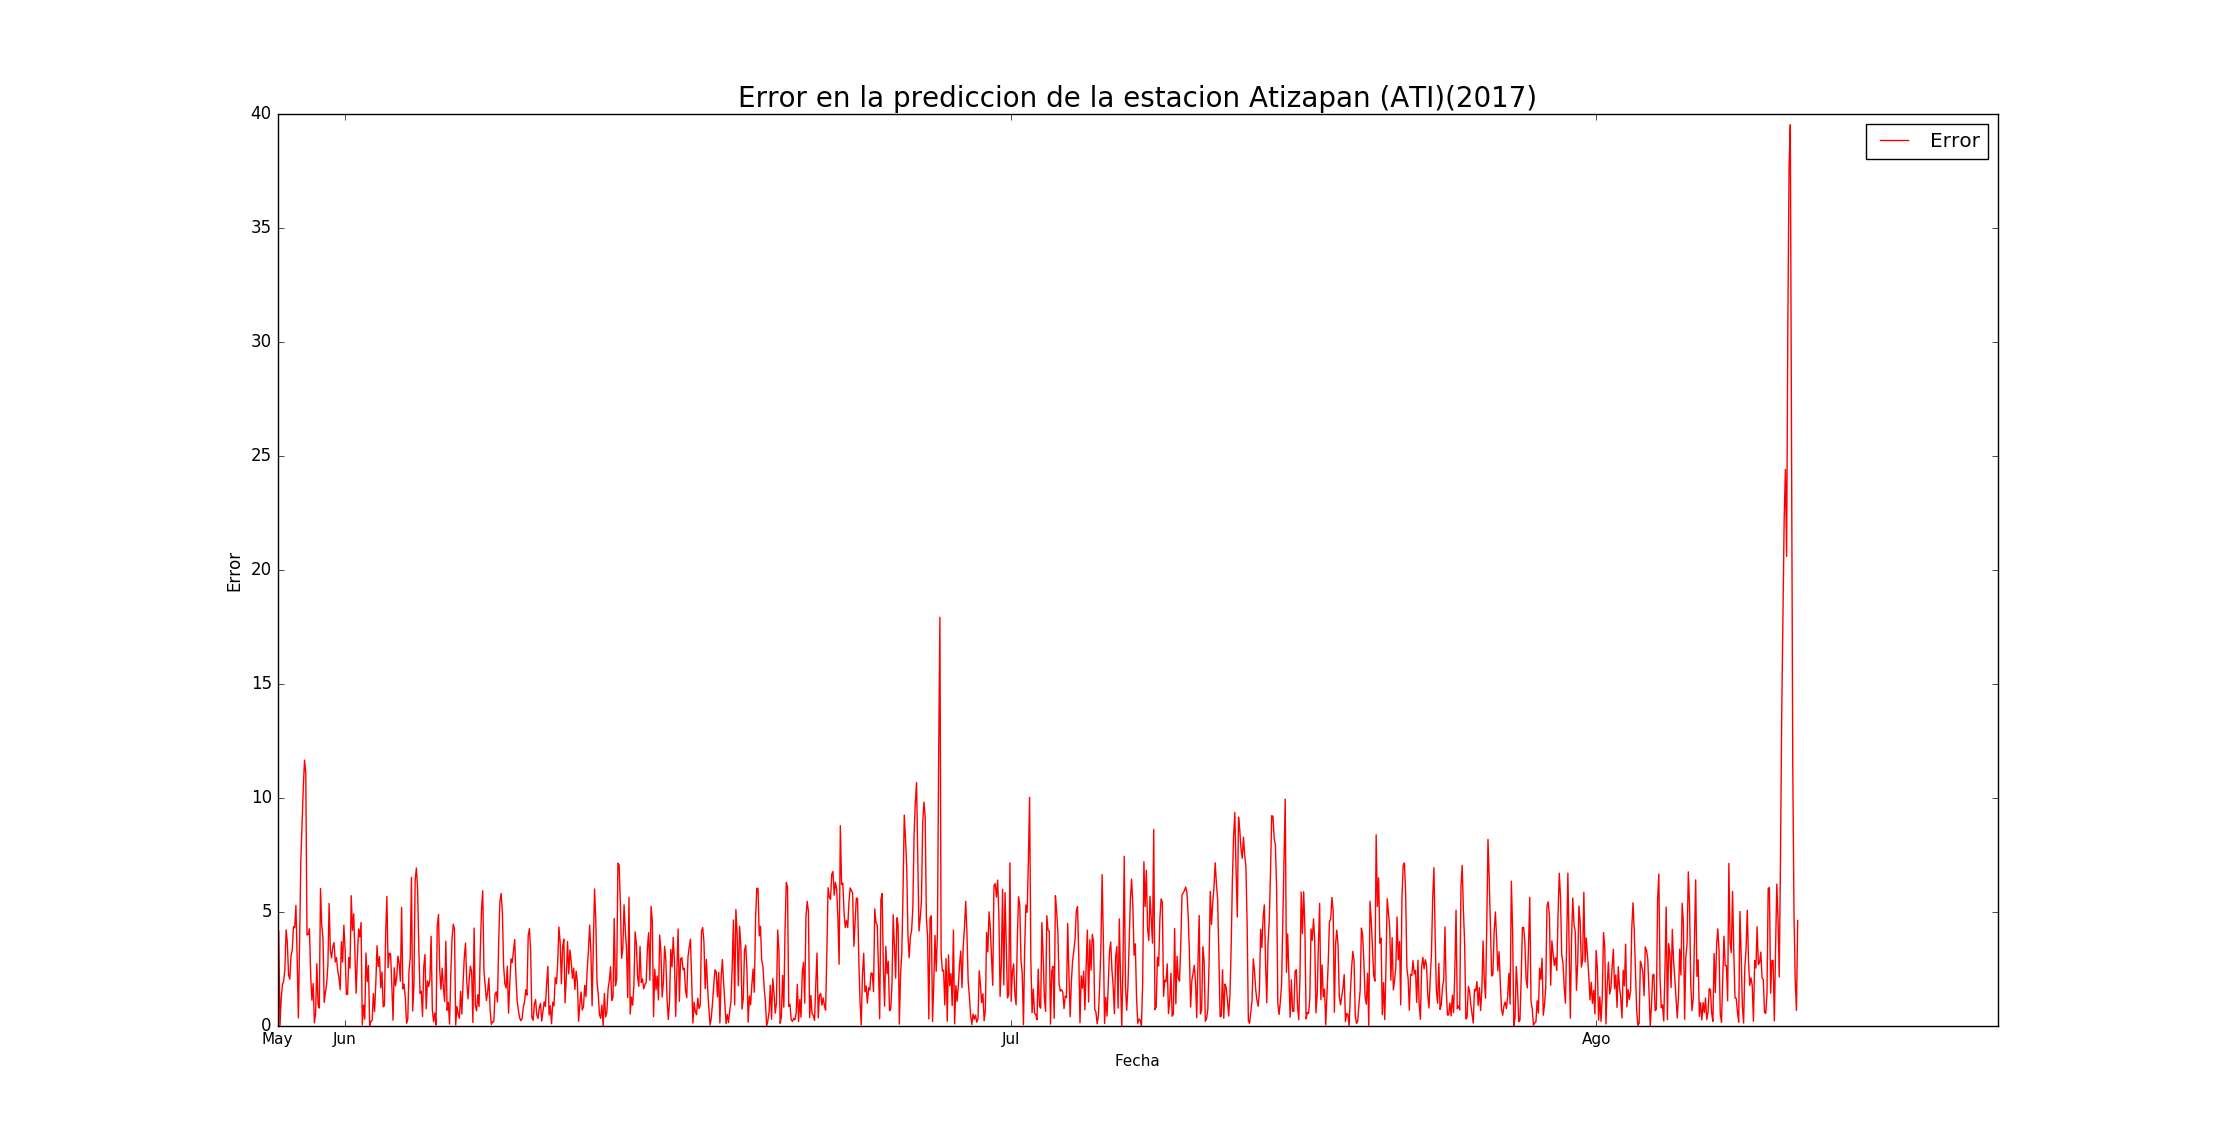 Error en la prediccion de la estacion Atizapan (ATI)(2017)
40
35
30
25
20
15
10
5
0
Error
Error
May
Jun
Jul
Ago
Fecha